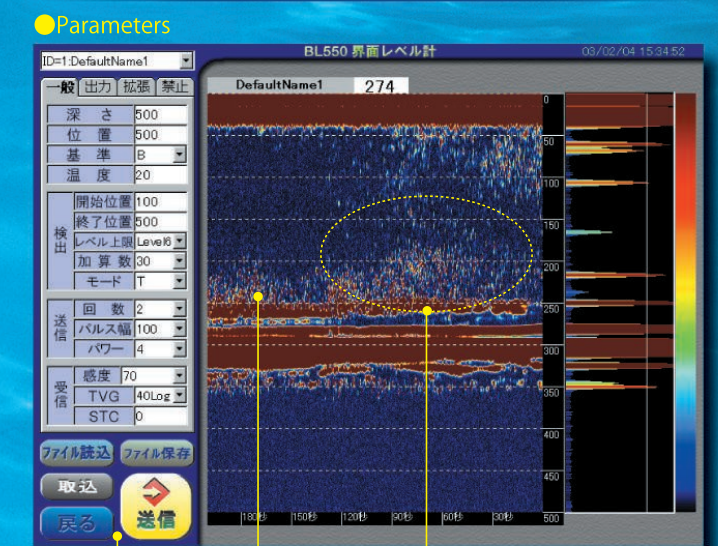 ●Parameters
ID=1:DefaultName1
BL550 界面レベル計
03/02/04 15:34:52
一般 出力 拡張 禁止
DefaultName1 274
深さ 500
位置 500
基準 B
温度 20
検出
開始位置 100
終了位置 500
レベル上限 Level6
加算数 30
モード T
送信
回数 2
パルス幅 100
パワー 4
受信
感度 70
TVG 40Log
STC 0
ファイル読込 ファイル保存
取込
戻る
送信
0
50
100
150
200
250
300
350
400
450
500
180秒 150秒 120秒 90秒 60秒 30秒